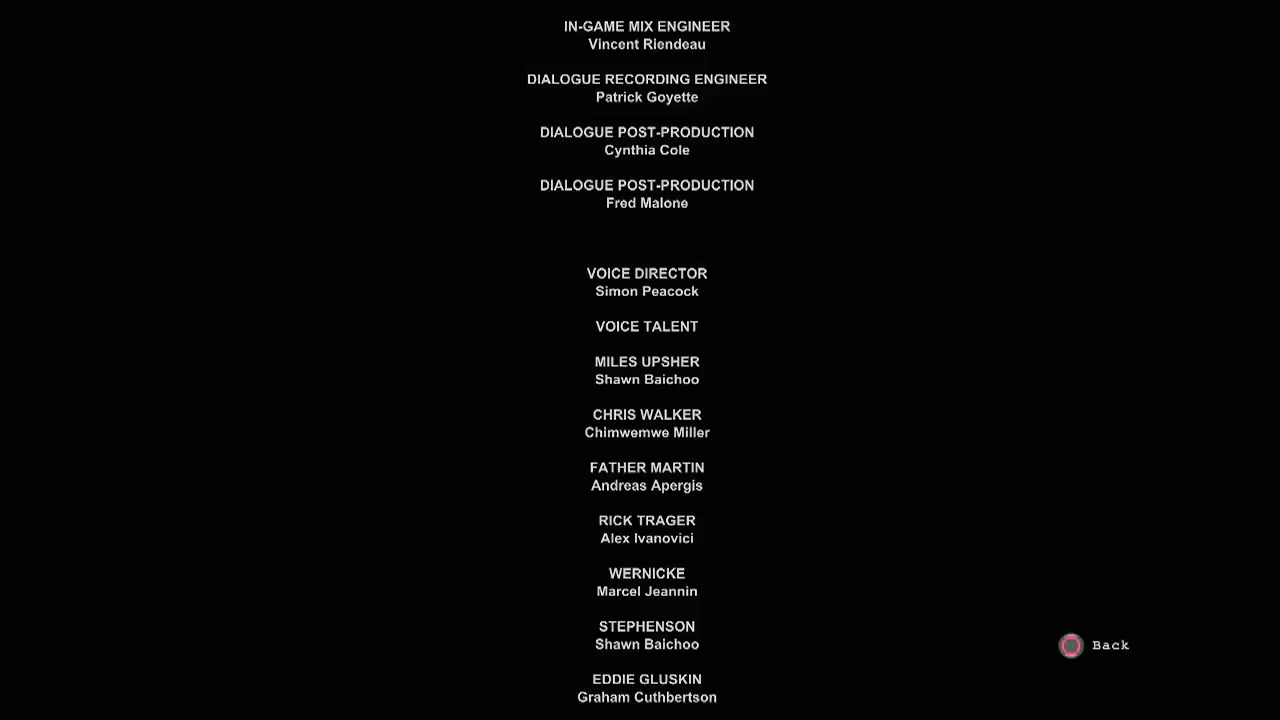 IN-GAME MIX ENGINEER
Vincent Riendeau
DIALOGUE RECORDING ENGINEER
Patrick Goyette
DIALOGUE POST-PRODUCTION
Cynthia Cole
DIALOGUE POST-PRODUCTION
Fred Malone
VOICE DIRECTOR
Simon Peacock
VOICE TALENT
MILES UPSHER
Shawn Baichoo
CHRIS WALKER
Chimwemwe Miller
FATHER MARTIN
Andreas Apergis
RICK TRAGER
Alex Ivanovici
WERNICKE
Marcel Jeannin
STEPHENSON
Shawn Baichoo
EDDIE GLUSKIN
Graham Cuthbertson
Back